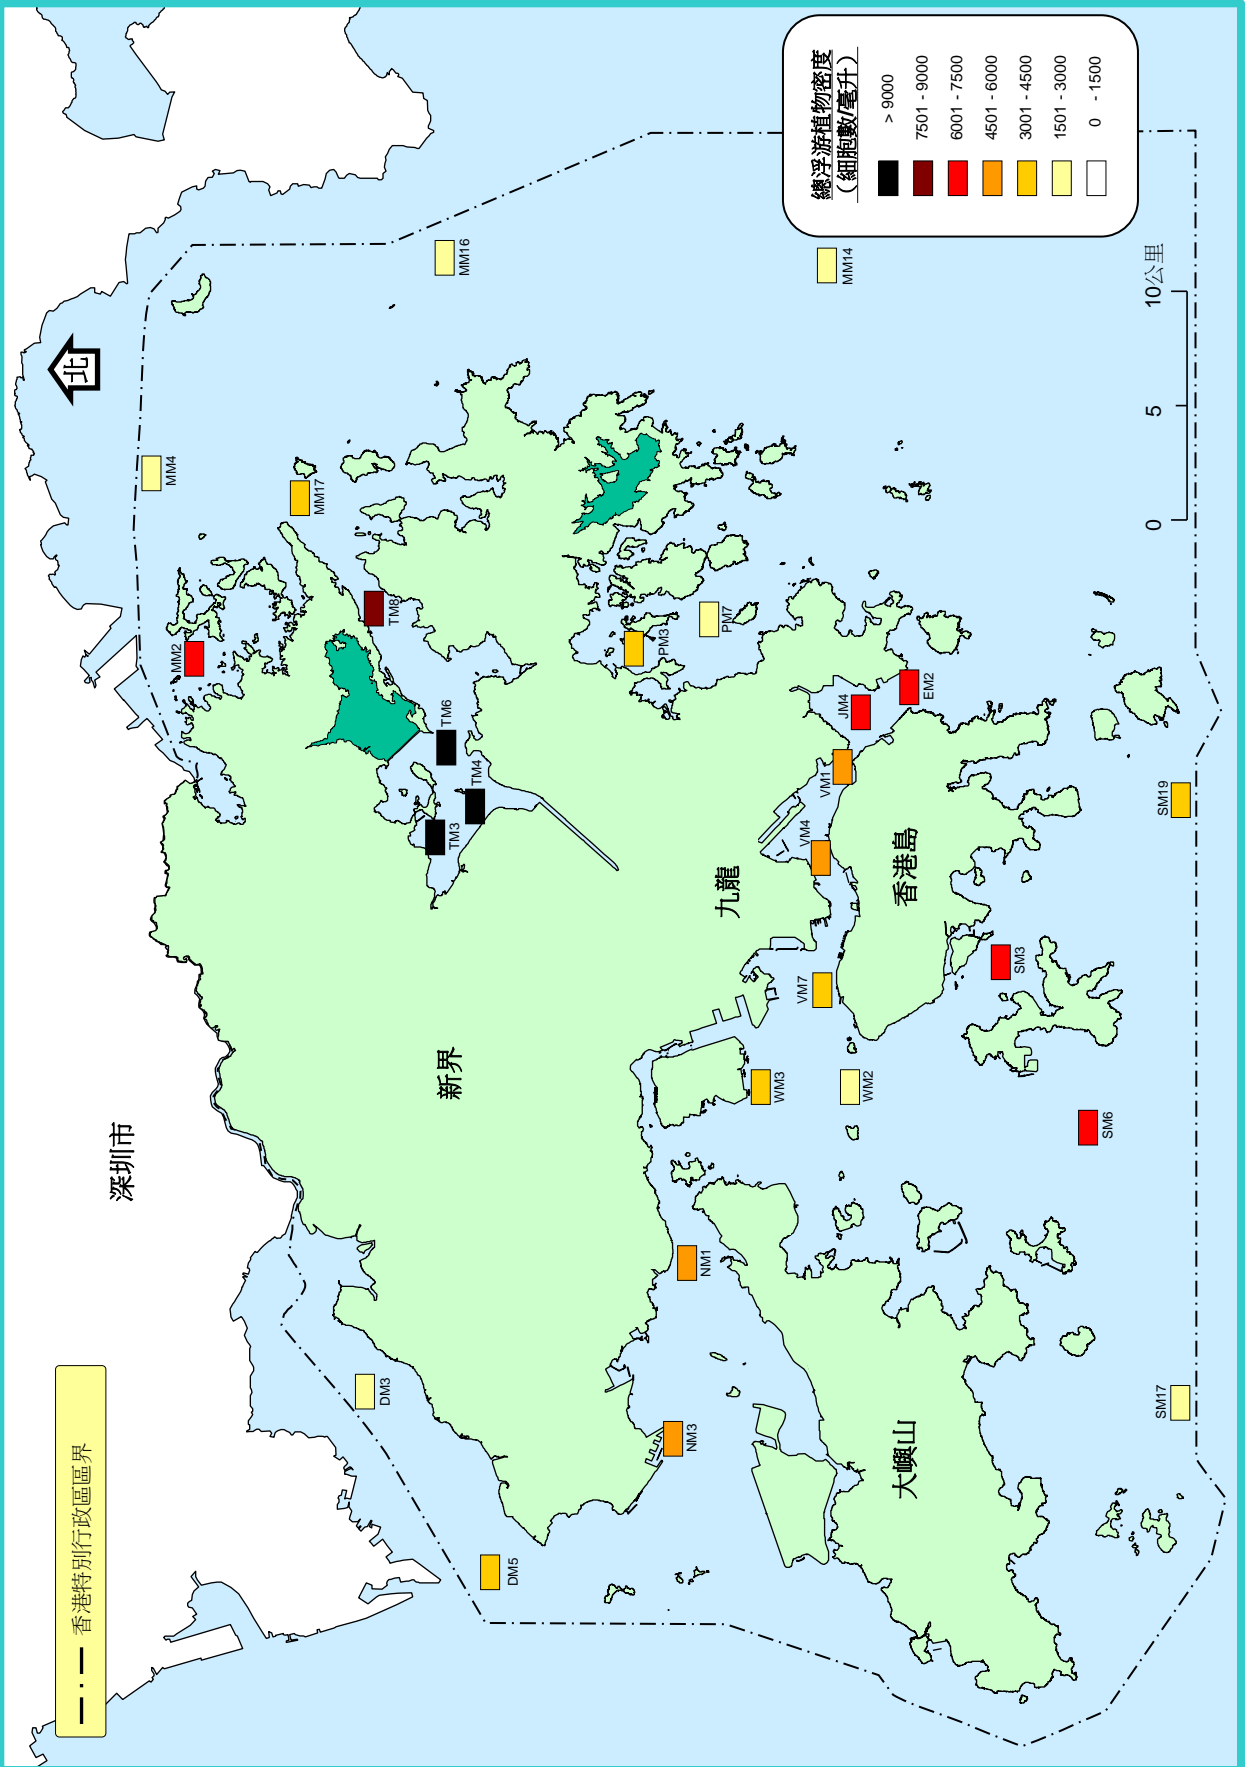 香港特別行政區區界
深圳市
北
MM4
MM17
MM2
MM16
MM14
TM8
TM6
TM4
TM3
DM3
DM5
新界
PM3
PM7
JM4
EM2
VM11
VM4
九龍
香港島
VM7
WM3
WM2
NM1
NM3
大嶼山
SM3
SM6
SM19
SM17
總浮游植物密度
(細胞數/毫升)
> 9000
7501 - 9000
6001 - 7500
4501 - 6000
3001 - 4500
1501 - 3000
0 - 1500
0 5 10公里